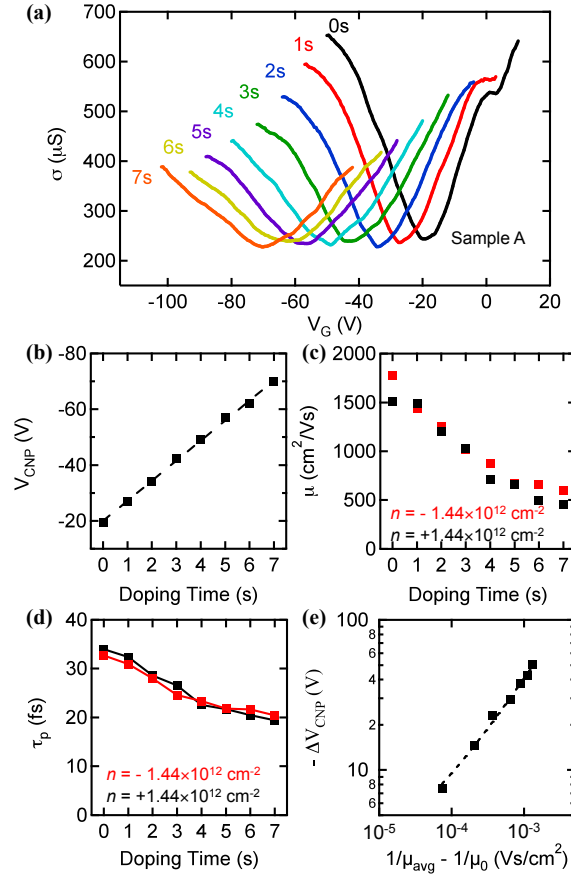 (a)
700
600
500
400
300
200
σ (μS)
0s
1s
2s
3s
4s
5s
6s
7s
Sample A
-100 -80 -60 -40 -20 0 20
V_G (V)
(b)
-80
-60
-40
-20
V_CNP (V)
0 1 2 3 4 5 6 7
Doping Time (s)
(c)
2000
1500
1000
500
0
μ (cm²/Vs)
n = - 1.44×10¹² cm⁻²
n = +1.44×10¹² cm⁻²
0 1 2 3 4 5 6 7
Doping Time (s)
(d)
40
30
20
10
0
τ_p (fs)
n = - 1.44×10¹² cm⁻²
n = +1.44×10¹² cm⁻²
0 1 2 3 4 5 6 7
Doping Time (s)
(e)
100
8
6
4
2
10
8
6
- ΔV_CNP (V)
10⁻⁵ 10⁻⁴ 10⁻³
1/μ_avg - 1/μ_0 (Vs/cm²)